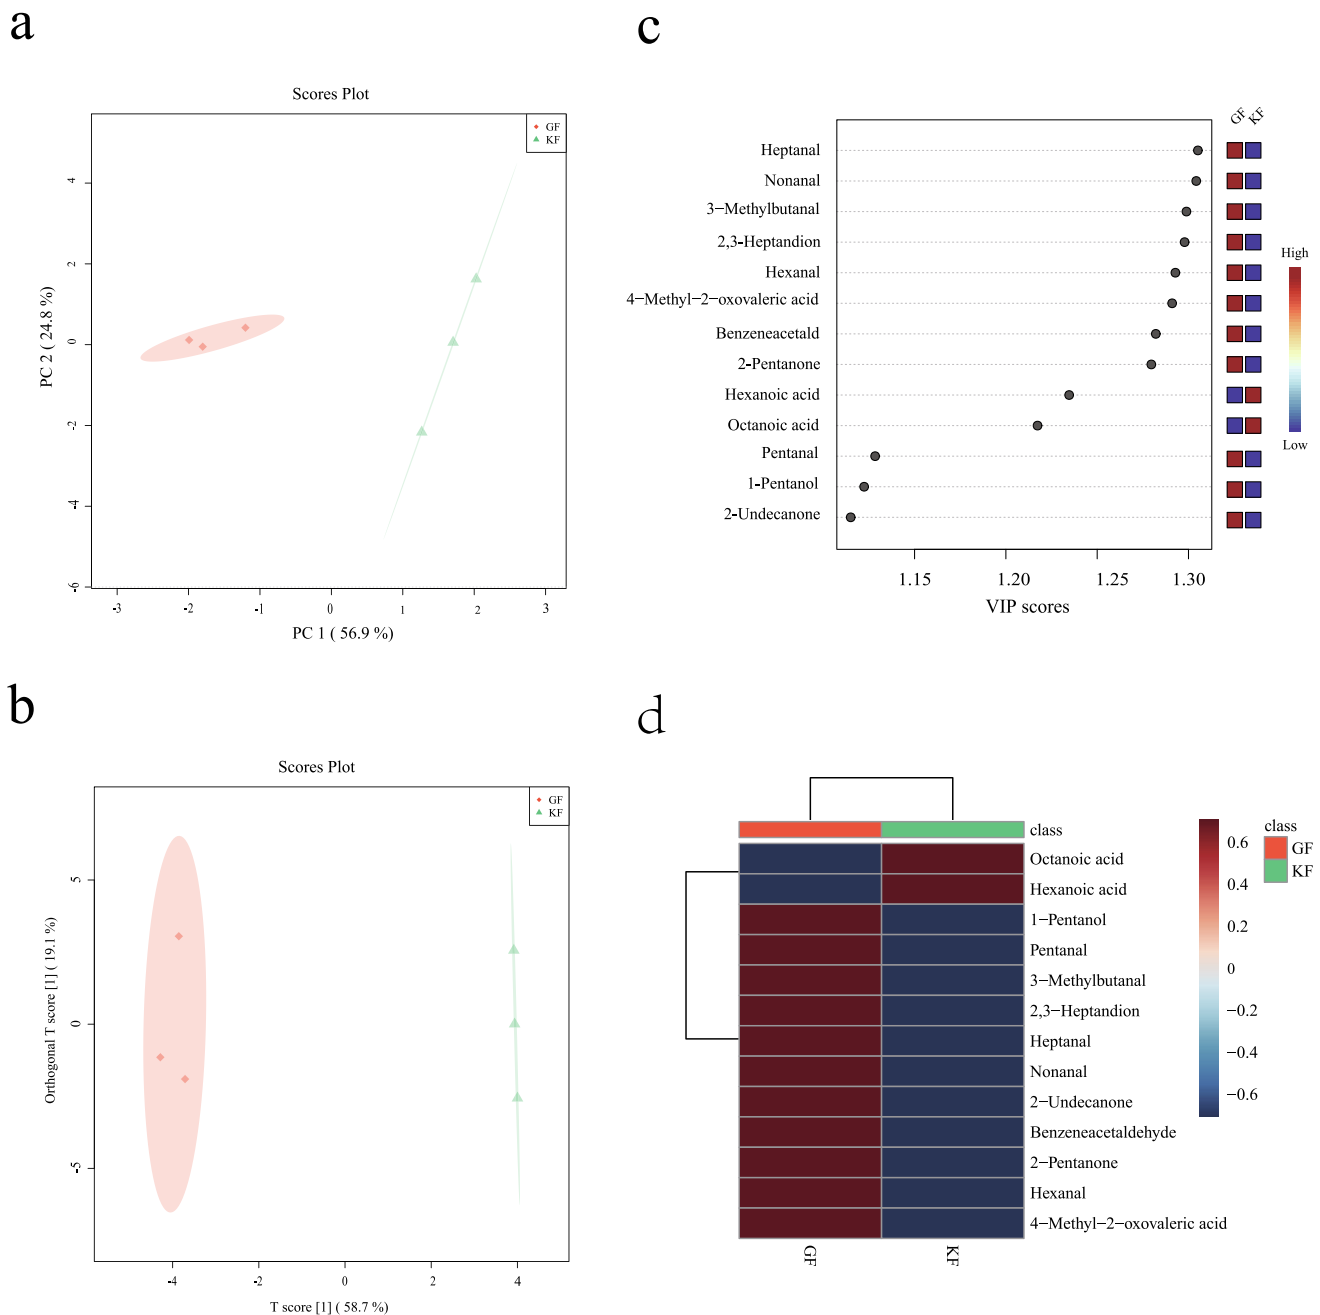 a
Scores Plot
GF
KF
PC 2 ( 24.8 %)
4
2
0
-2
-4
-6
-3
-2
-1
0
1
2
3
PC 1 ( 56.9 %)
c
GF
KF
Heptanal
Nonanal
3−Methylbutanal
2,3-Heptandion
Hexanal
4−Methyl−2−oxovaleric acid
Benzeneacetald
2-Pentanone
Hexanoic acid
Octanoic acid
Pentanal
1-Pentanol
2-Undecanone
1.15
1.20
1.25
1.30
VIP scores
High
Low
b
Scores Plot
GF
KF
Orthogonal T score [1] ( 19.1 %)
5
0
-5
-4
-2
0
2
4
T score [1] ( 58.7 %)
d
class
Octanoic acid
Hexanoic acid
1−Pentanol
Pentanal
3−Methylbutanal
2,3−Heptandion
Heptanal
Nonanal
2−Undecanone
Benzeneacetaldehyde
2−Pentanone
Hexanal
4−Methyl−2−oxovaleric acid
GF
KF
0.6
0.4
0.2
0
−0.2
−0.4
−0.6
class
GF
KF